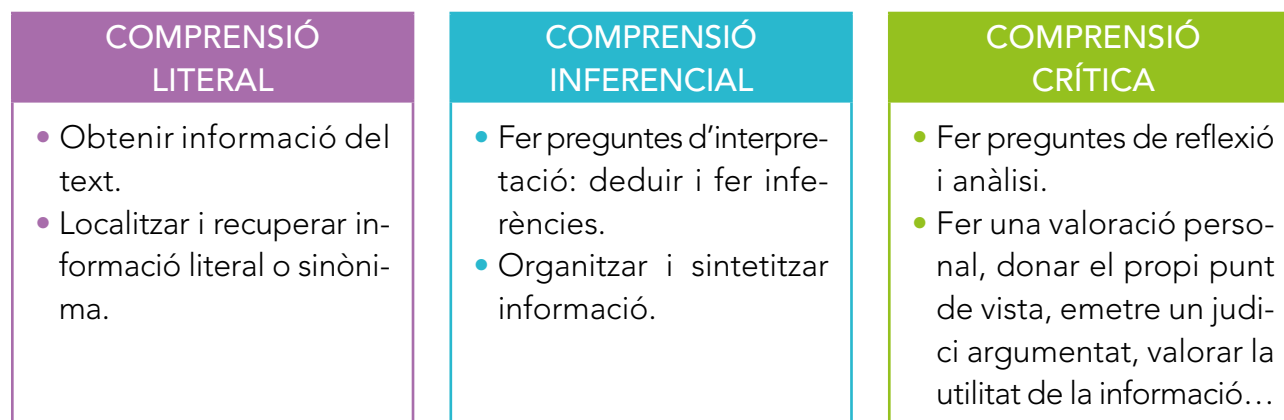 COMPRENSIÓ
LITERAL
• Obtenir informació del
text.
• Localitzar i recuperar in-
formació literal o sinòni-
ma.
COMPRENSIÓ
INFERENCIAL
• Fer preguntes d’interpre-
tació: deduir i fer infe-
rències.
• Organitzar i sintetitzar
informació.
COMPRENSIÓ
CRÍTICA
• Fer preguntes de reflexió
i anàlisi.
• Fer una valoració perso-
nal, donar el propi punt
de vista, emetre un judi-
ci argumentat, valorar la
utilitat de la informació…